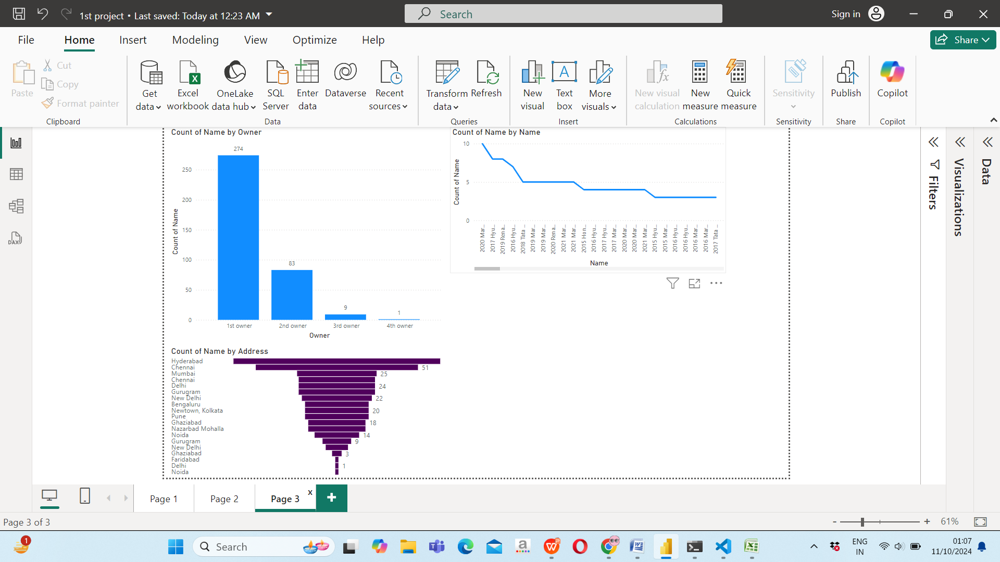 1st project • Last saved: Today at 12:23 AM
Search
Sign in
File
Home
Insert
Modeling
View
Optimize
Help
Share
Paste
Cut
Copy
Format painter
Clipboard
Get data
Excel workbook
OneLake data hub
SQL Server
Enter data
Dataverse
Recent sources
Data
Transform data
Refresh
Queries
New visual
Text box
More visuals
Insert
New visual calculation
New measure
Quick measure
Calculations
Sensitivity
Sensitivity
Publish
Share
Copilot
Copilot
DAX
Count of Name by Owner
Count of Name
250
200
150
100
50
0
274
83
9
1
1st owner
2nd owner
3rd owner
4th owner
Owner
Count of Name by Name
Count of Name
10
5
0
2020 Mar...
2017 Hyu...
2019 Rena...
2016 Hyu...
2018 Tata ...
2019 Mar...
2019 Mar...
2020 Rena...
2021 Mar...
2021 Mar...
2015 Hon...
2016 Hyu...
2017 Hyu...
2017 Mar...
2020 Mar...
2020 Mar...
2021 Mar...
2015 Hyu...
2015 Mar...
2016 Hyu...
2016 Hyu...
2016 Mar...
2016 Mar...
2017 Tata ...
Name
Count of Name by Address
Hyderabad
Chennai 51
Mumbai 25
Chennai
Delhi 24
Gurugram
New Delhi 22
Bengaluru
Newtown, Kolkata 20
Pune
Ghaziabad 18
Nazarbad Mohalla
Noida 14
Gurugram 9
New Delhi
Ghaziabad 3
Faridabad
Delhi 1
Noida
Filters
Visualizations
Data
Page 1
Page 2
Page 3
x
+
Page 3 of 3
- + 61%
1
Search
ENG
IN
01:07
11/10/2024